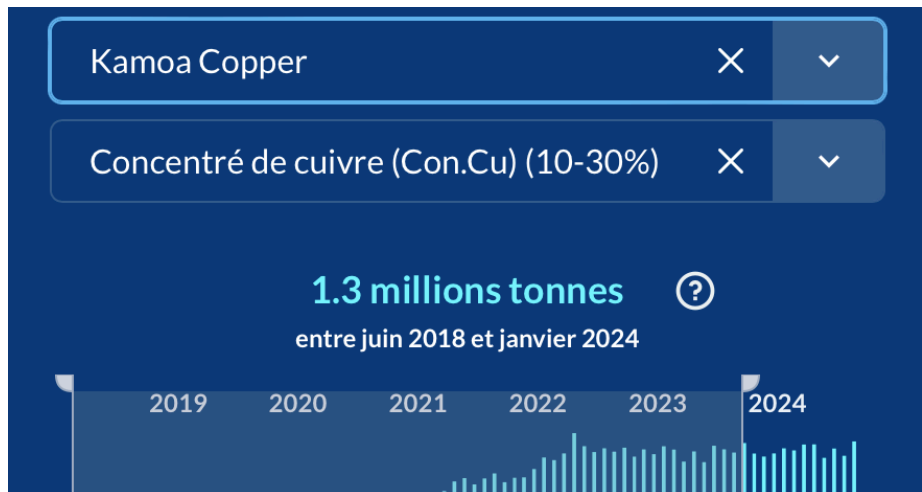 Kamoa Copper
Concentré de cuivre (Con.Cu) (10-30%)
1.3 millions tonnes
entre juin 2018 et janvier 2024
2019 2020 2021 2022 2023 2024